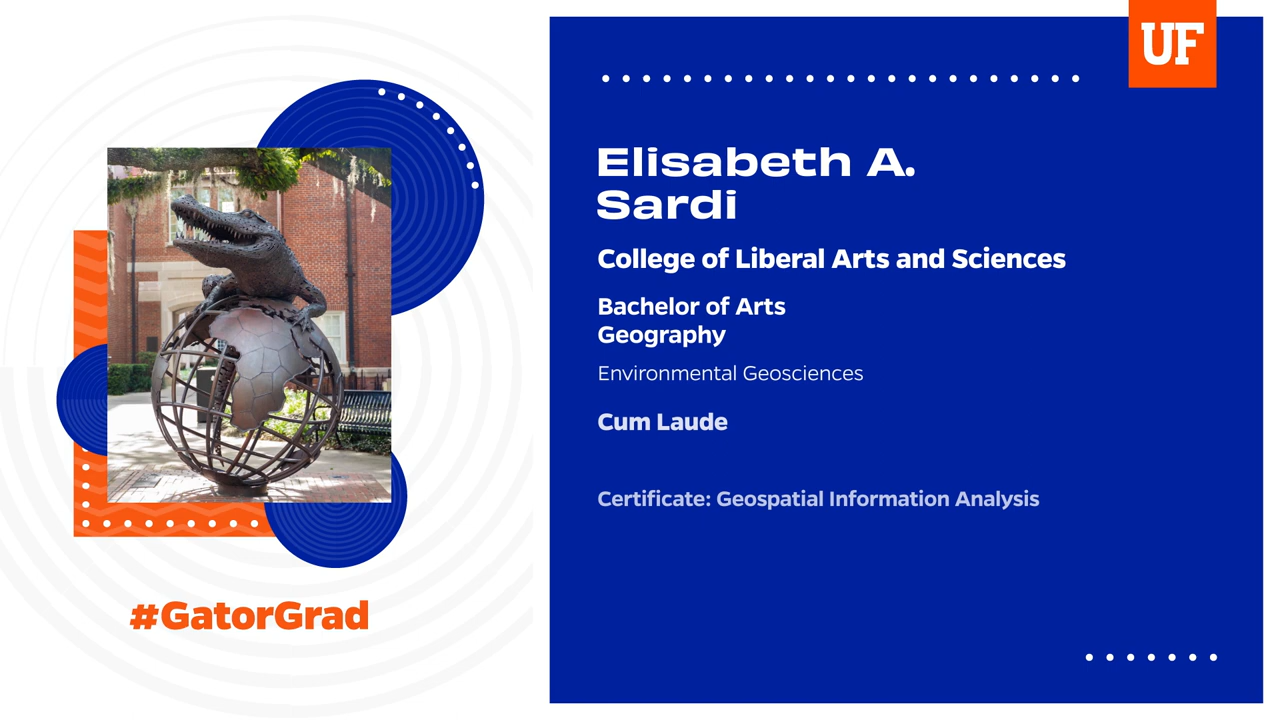 UF
Elisabeth A.
Sardi
College of Liberal Arts and Sciences
Bachelor of Arts
Geography
Environmental Geosciences
Cum Laude
Certificate: Geospatial Information Analysis
#GatorGrad